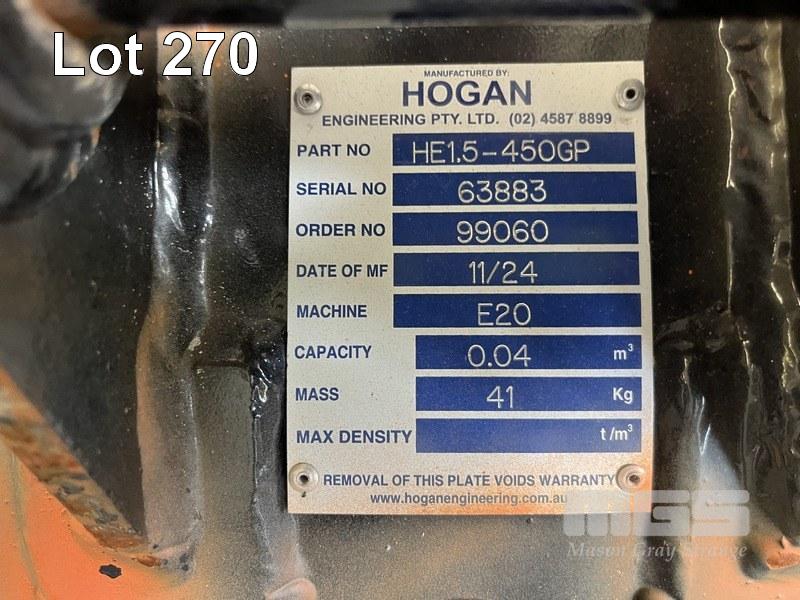 Lot 270
MANUFACTURED BY:
HOGAN
ENGINEERING PTY. LTD. (02) 4587 8899
PART NO HE1.5-450GP
SERIAL NO 63883
ORDER NO 99060
DATE OF MF 11/24
MACHINE E20
CAPACITY 0.04 m³
MASS 41 Kg
MAX DENSITY t/m³
REMOVAL OF THIS PLATE VOIDS WARRANTY
www.hoganengineering.com.au
MGS
Mason Gray Strange